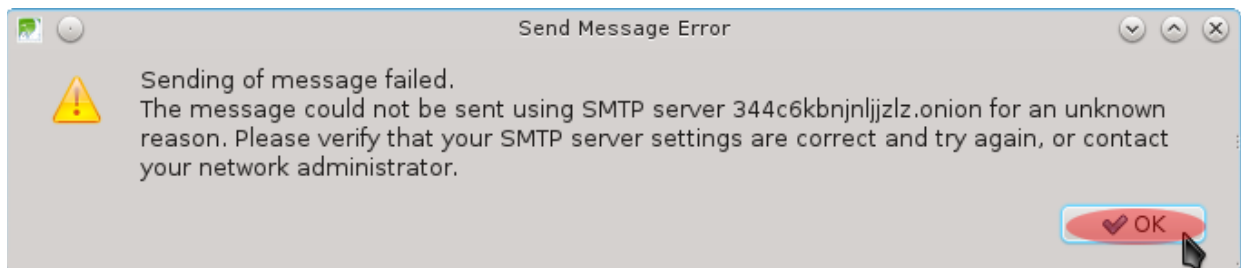 Send Message Error
Sending of message failed.
The message could not be sent using SMTP server 344c6kbnjnljjzlz.onion for an unknown
reason. Please verify that your SMTP server settings are correct and try again, or contact
your network administrator.
OK